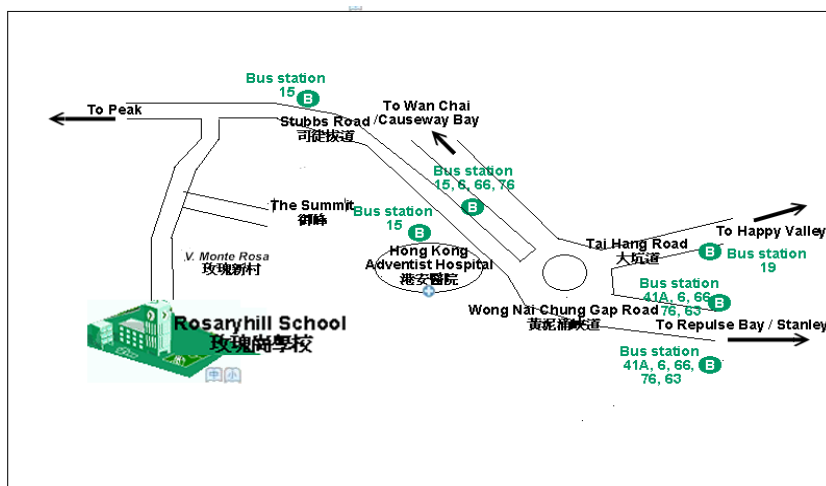 Bus station
15
B
To Peak
Stubbs Road
司徒拔道
To Wan Chai
/Causeway Bay
Bus station
15, 6, 66, 76
B
The Summit
御峰
Bus station
15
B
Hong Kong
Adventist Hospital
港安醫院
V. Monte Rosa
玫瑰新村
Tai Hang Road
大坑道
To Happy Valley
B
Bus station
19
Bus station
41A, 6, 66,
76, 63
B
Wong Nai Chung Gap Road
黃泥涌峽道
To Repulse Bay / Stanley
Bus station
41A, 6, 66,
76, 63
B
Rosaryhill School
玫瑰崗學校
中 小